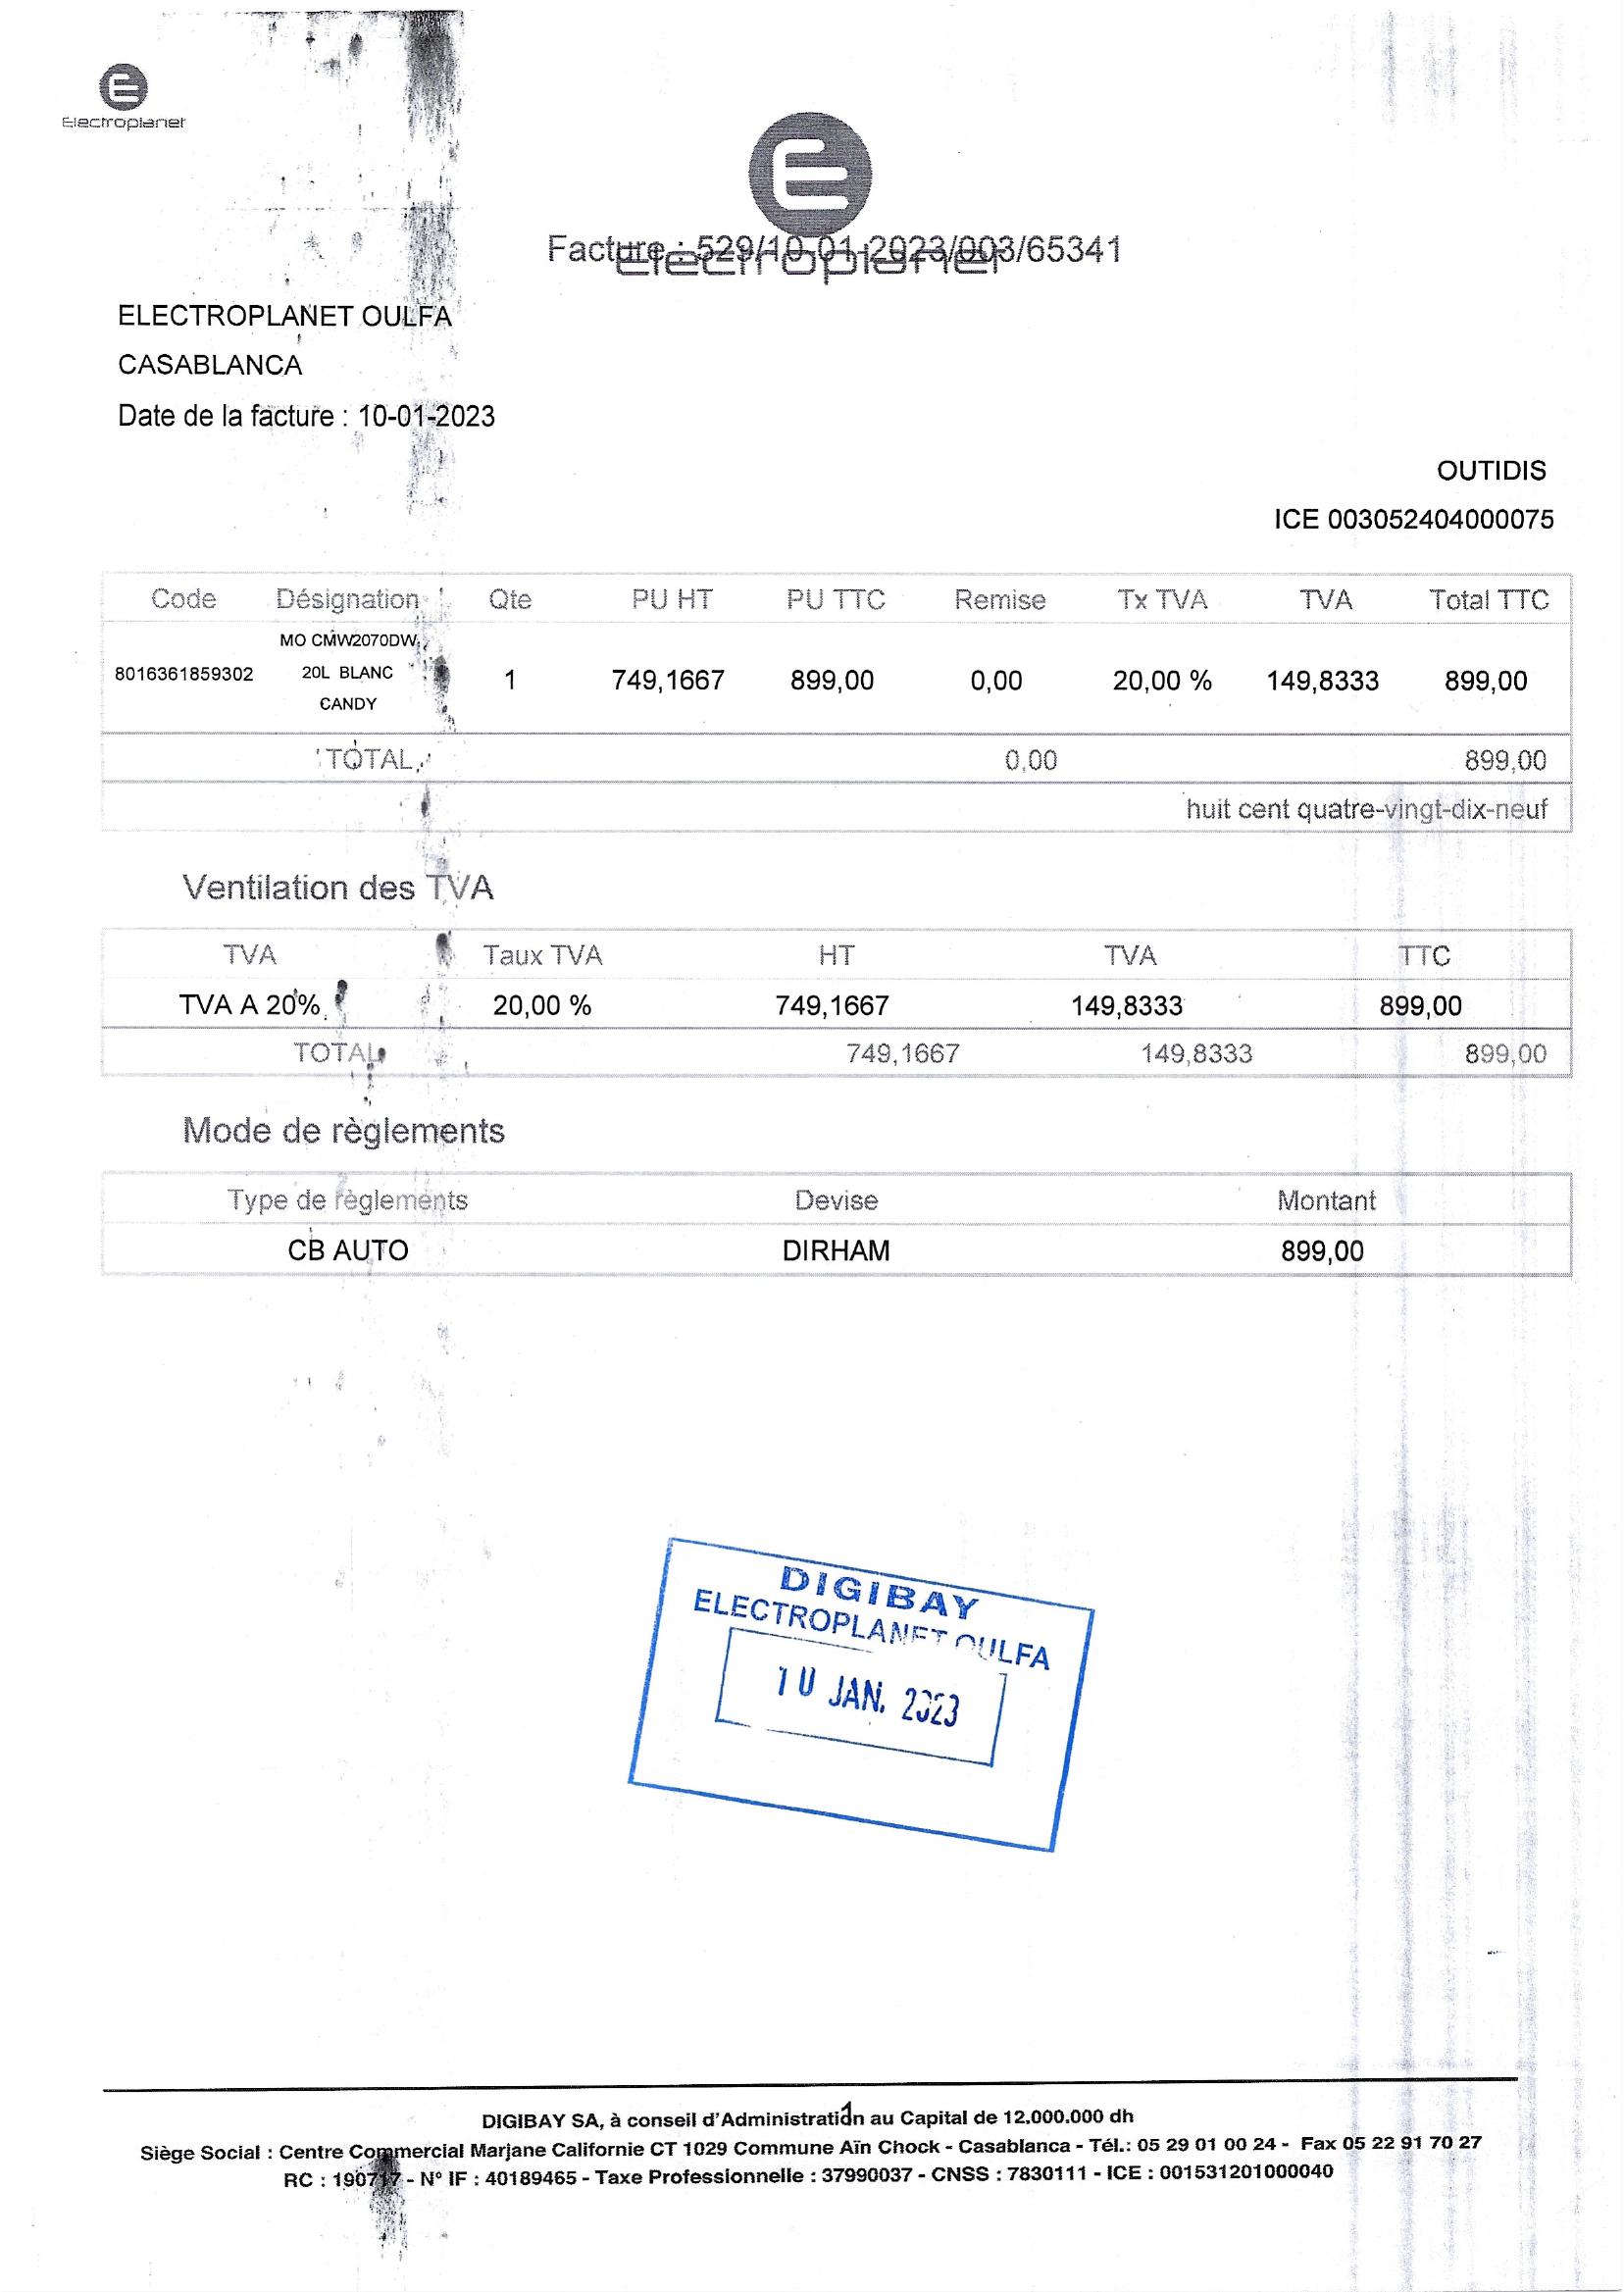 Electroplanet
Electroplanet
Facture : 529/10-01-2023/003/65341
ELECTROPLANET OULFA
CASABLANCA
Date de la facture : 10-01-2023
OUTIDIS
ICE 003052404000075
Code Désignation Qte PU HT PU TTC Remise Tx TVA TVA Total TTC
MO CMW2070DW
8016361859302 20L BLANC 1 749,1667 899,00 0,00 20,00 % 149,8333 899,00
CANDY
TOTAL 0,00 899,00
huit cent quatre-vingt-dix-neuf
Ventilation des TVA
TVA Taux TVA HT TVA TTC
TVA A 20% 20,00 % 749,1667 149,8333 899,00
TOTAL 749,1667 149,8333 899,00
Mode de règlements
Type de règlements Devise Montant
CB AUTO DIRHAM 899,00
DIGIBAY
ELECTROPLANET OULFA
10 JAN. 2023
1
DIGIBAY SA, à conseil d'Administration au Capital de 12.000.000 dh
Siège Social : Centre Commercial Marjane Californie CT 1029 Commune Aïn Chock - Casablanca - Tél.: 05 29 01 00 24 - Fax 05 22 91 70 27
RC : 190717 - N° IF : 40189465 - Taxe Professionnelle : 37990037 - CNSS : 7830111 - ICE : 001531201000040